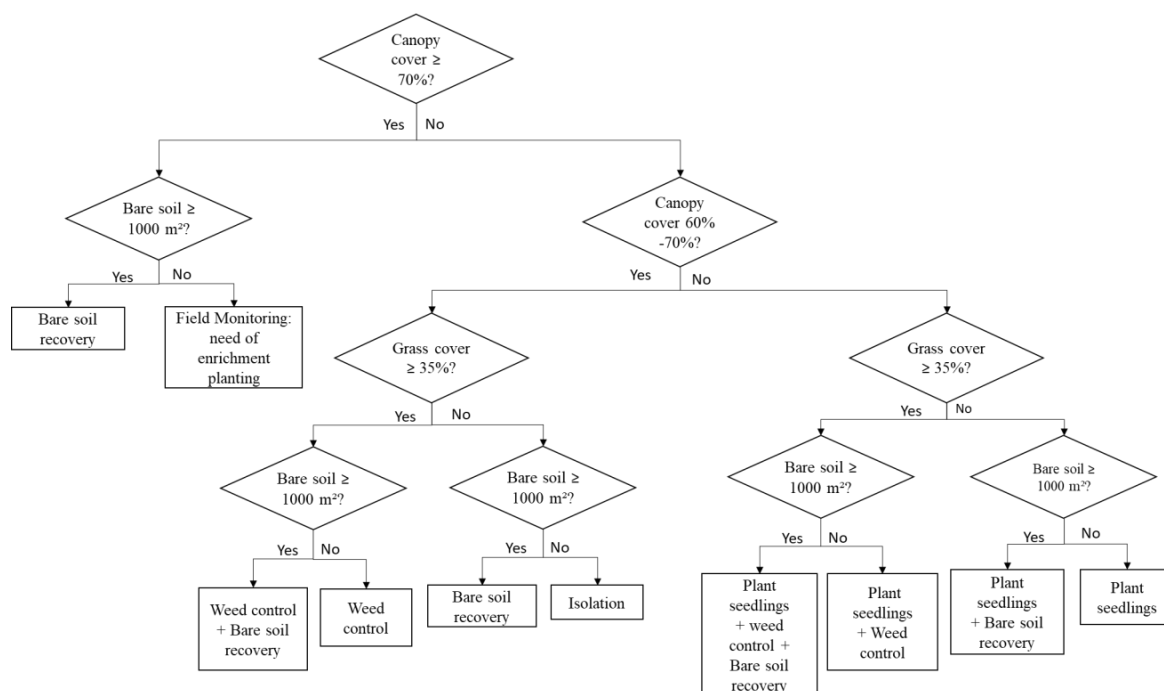 Canopy
cover ≥
70%?
Yes
No
Bare soil ≥
1000 m²?
Canopy
cover 60%
-70%?
Yes
No
Yes
No
Bare soil
recovery
Field Monitoring:
need of
enrichment
planting
Grass cover
≥ 35%?
Grass cover
≥ 35%?
Yes
No
Yes
No
Bare soil ≥
1000 m²?
Bare soil ≥
1000 m²?
Bare soil ≥
1000 m²?
Bare soil ≥
1000 m²?
Yes
No
Yes
No
Yes
No
Yes
No
Weed control
+ Bare soil
recovery
Weed
control
Bare soil
recovery
Isolation
Plant
seedlings
+ weed
control +
Bare soil
recovery
Plant
seedlings
+ Weed
control
Plant
seedlings
+ Bare soil
recovery
Plant
seedlings